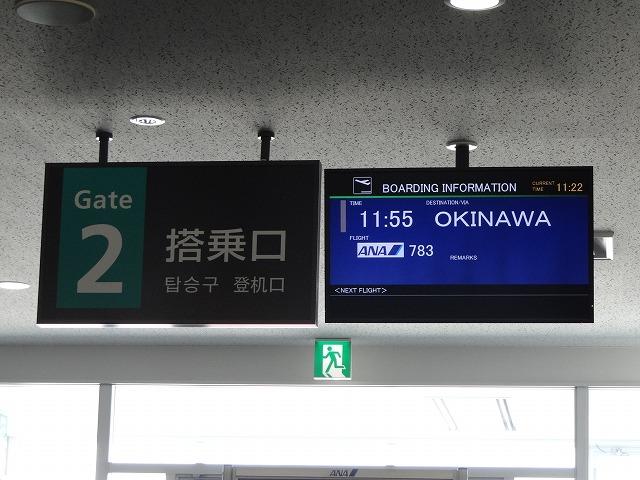 Gate
2
搭乗口
탑승구 登机口
BOARDING INFORMATION
CURRENT TIME 11:22
TIME
DESTINATION/VIA
11:55 OKINAWA
FLIGHT
ANA 783
REMARKS
<NEXT FLIGHT>
ANA